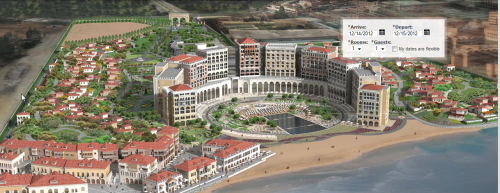 *Arrive: *Depart:
12/14/2012 12/15/2012
*Rooms: *Guests:
1 1
My dates are flexible